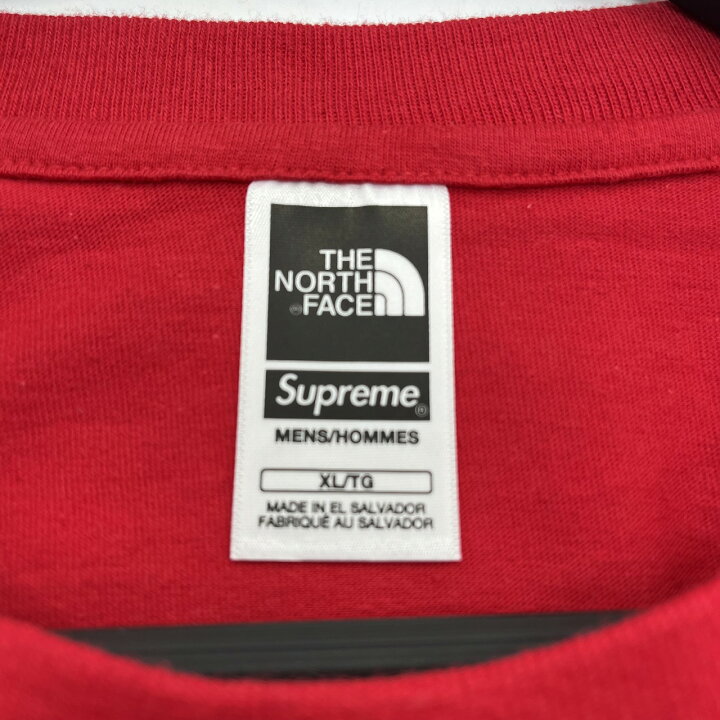 THE
NORTH
FACE
®
Supreme
®
MENS/HOMMES
XL/TG
MADE IN EL SALVADOR
FABRIQUÉ AU SALVADOR